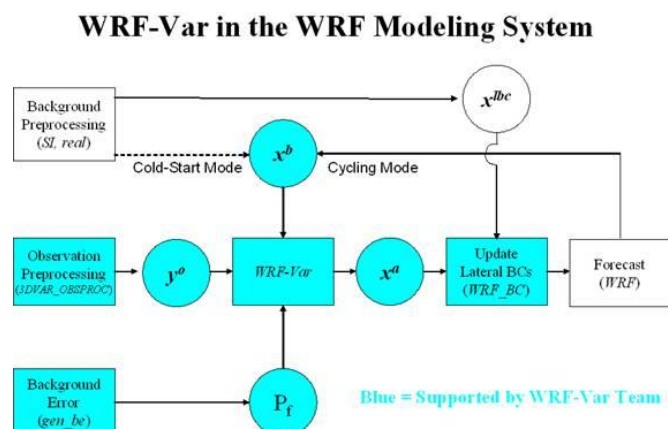 WRF-Var in the WRF Modeling System
Background
Preprocessing
(SI, real)
x^lbc
x^b
Cold-Start Mode
Cycling Mode
Observation
Preprocessing
(3DVAR_OBSPROC)
y^o
WRF-Var
x^a
Update
Lateral BCs
(WRF_BC)
Forecast
(WRF)
Background
Error
(gen_be)
P_f
Blue = Supported by WRF-Var Team